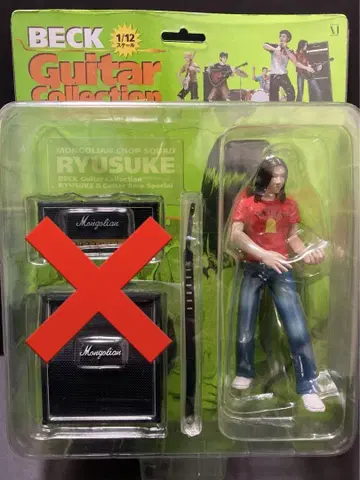 BECK
1/12
スケール
Guitar
Collection
MONGOLIAN CHOP SQUAD
RYUSUKE
BECK Guitar Collection
Mongolian
Mongolian